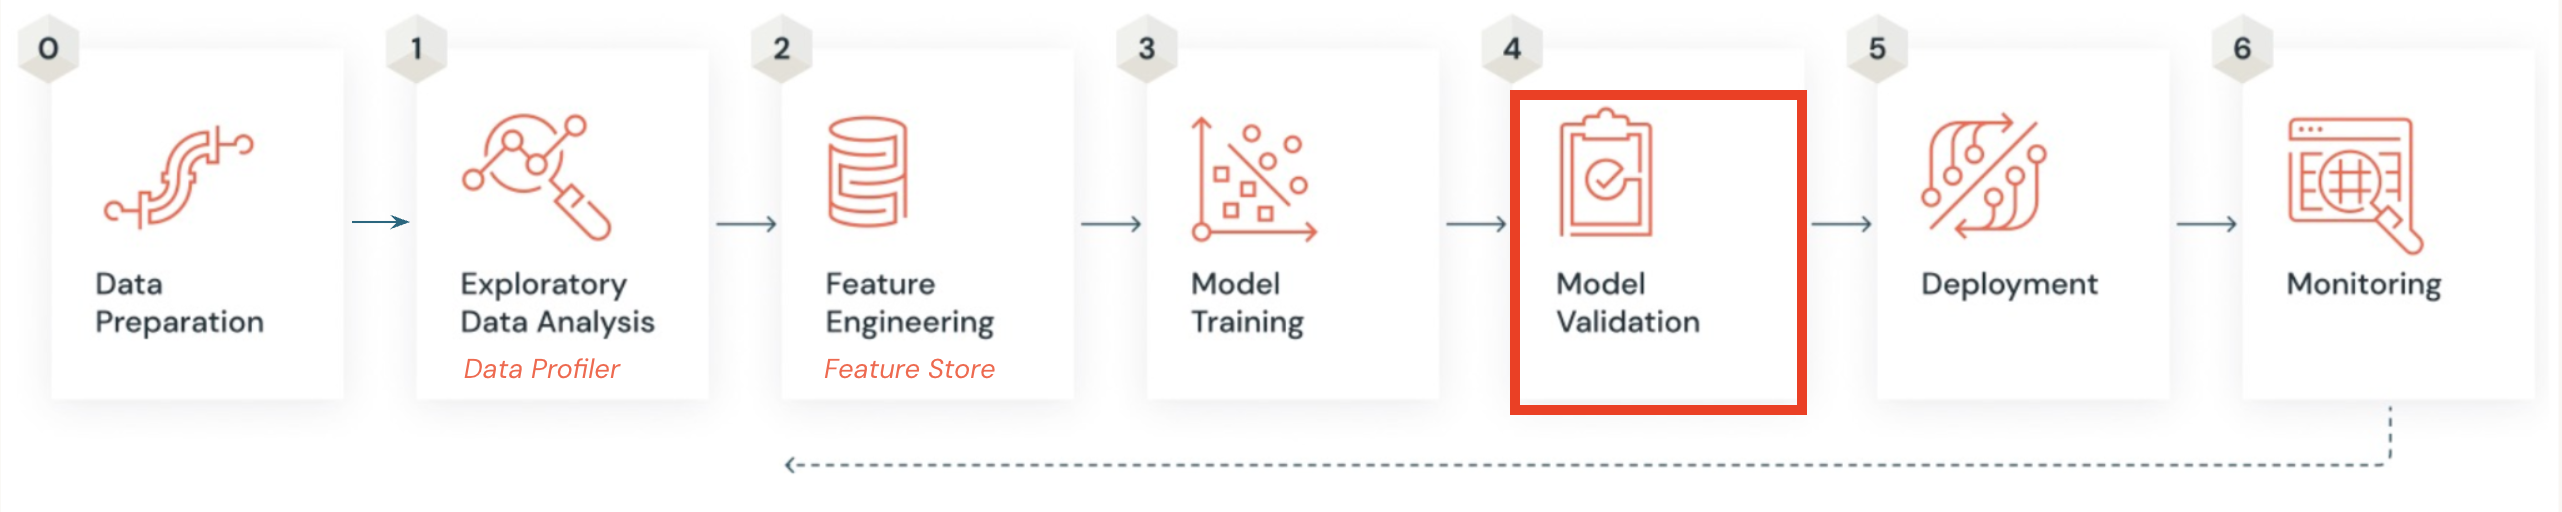 0
Data
Preparation
1
Exploratory
Data Analysis
Data Profiler
2
Feature
Engineering
Feature Store
3
Model
Training
4
Model
Validation
5
Deployment
6
Monitoring